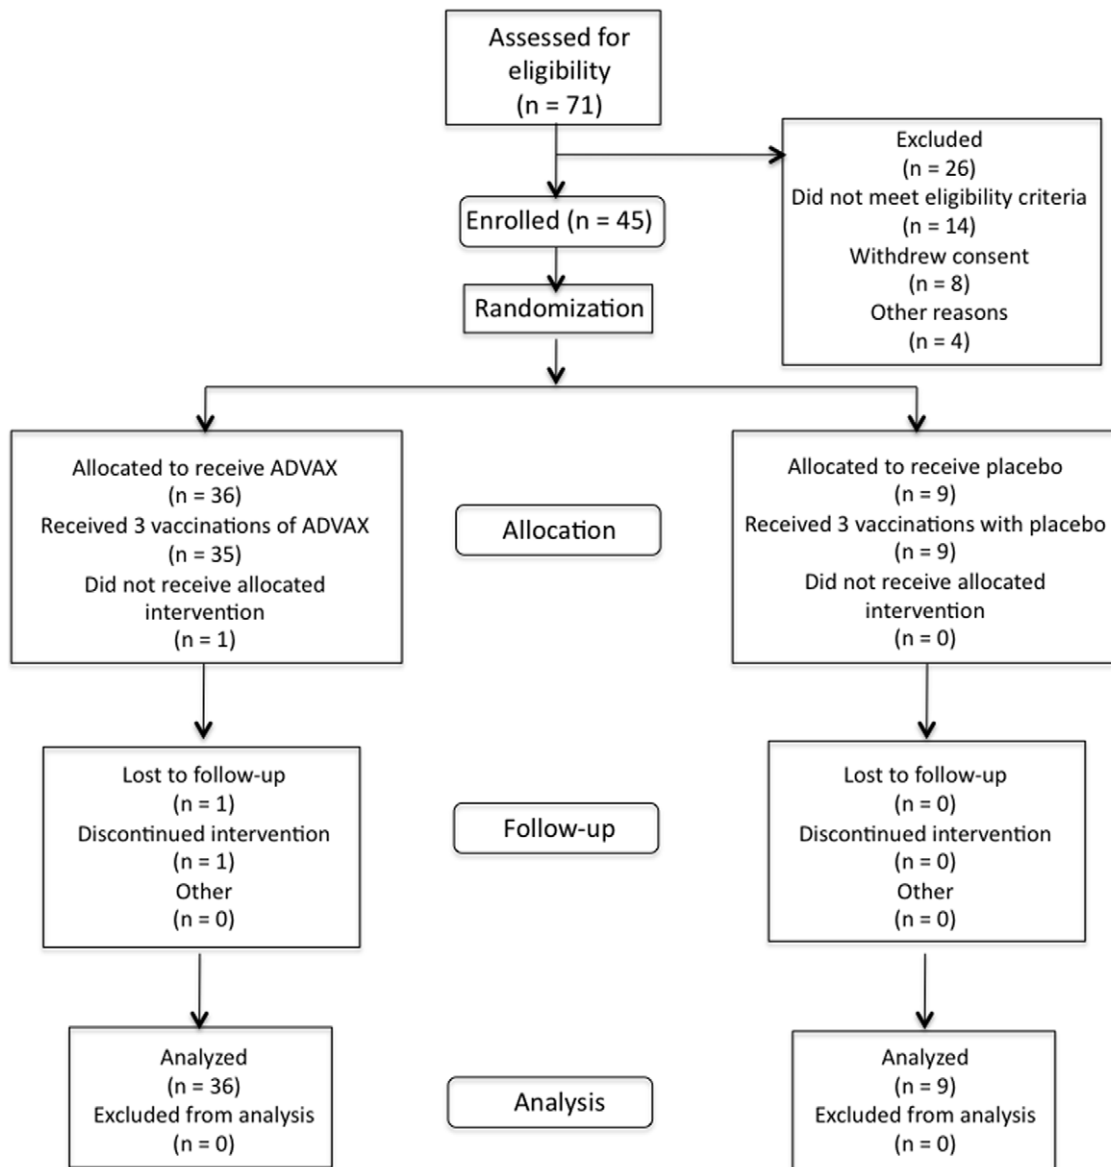 Assessed for
eligibility
(n = 71)
Excluded
(n = 26)
Did not meet eligibility criteria
(n = 14)
Withdrew consent
(n = 8)
Other reasons
(n = 4)
Enrolled (n = 45)
Randomization
Allocated to receive ADVAX
(n = 36)
Received 3 vaccinations of ADVAX
(n = 35)
Did not receive allocated
intervention
(n = 1)
Allocation
Allocated to receive placebo
(n = 9)
Received 3 vaccinations with placebo
(n = 9)
Did not receive allocated
intervention
(n = 0)
Lost to follow-up
(n = 1)
Discontinued intervention
(n = 1)
Other
(n = 0)
Follow-up
Lost to follow-up
(n = 0)
Discontinued intervention
(n = 0)
Other
(n = 0)
Analyzed
(n = 36)
Excluded from analysis
(n = 0)
Analysis
Analyzed
(n = 9)
Excluded from analysis
(n = 0)